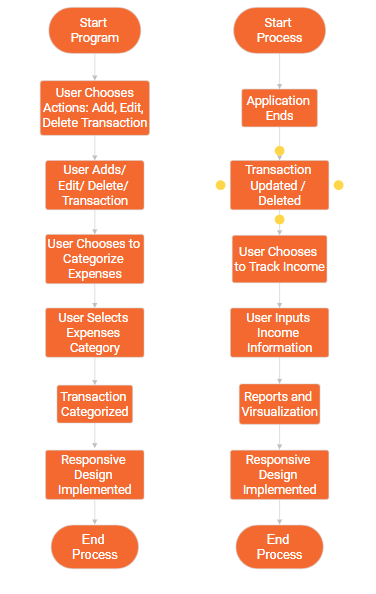 Start
Program
User Chooses
Actions: Add, Edit,
Delete Transaction
User Adds/
Edit/ Delete/
Transaction
User Chooses to
Categorize
Expenses
User Selects
Expenses
Category
Transaction
Categorized
Responsive
Design
Implemented
End
Process
Start
Process
Application
Ends
Transaction
Updated /
Deleted
User Chooses
to Track Income
User Inputs
Income
Information
Reports and
Virsualization
Responsive
Design
Implemented
End
Process